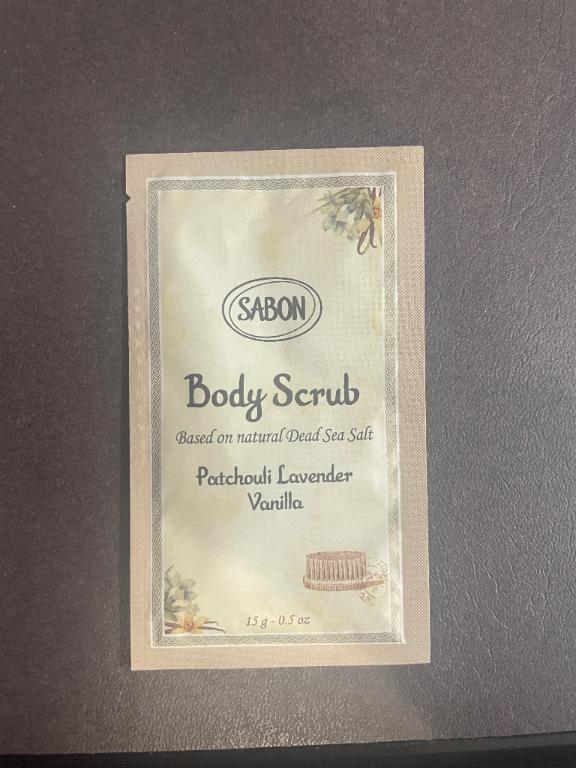 SABON
Body Scrub
Based on natural Dead Sea Salt
Patchouli Lavender
Vanilla
15 g - 0.5 oz